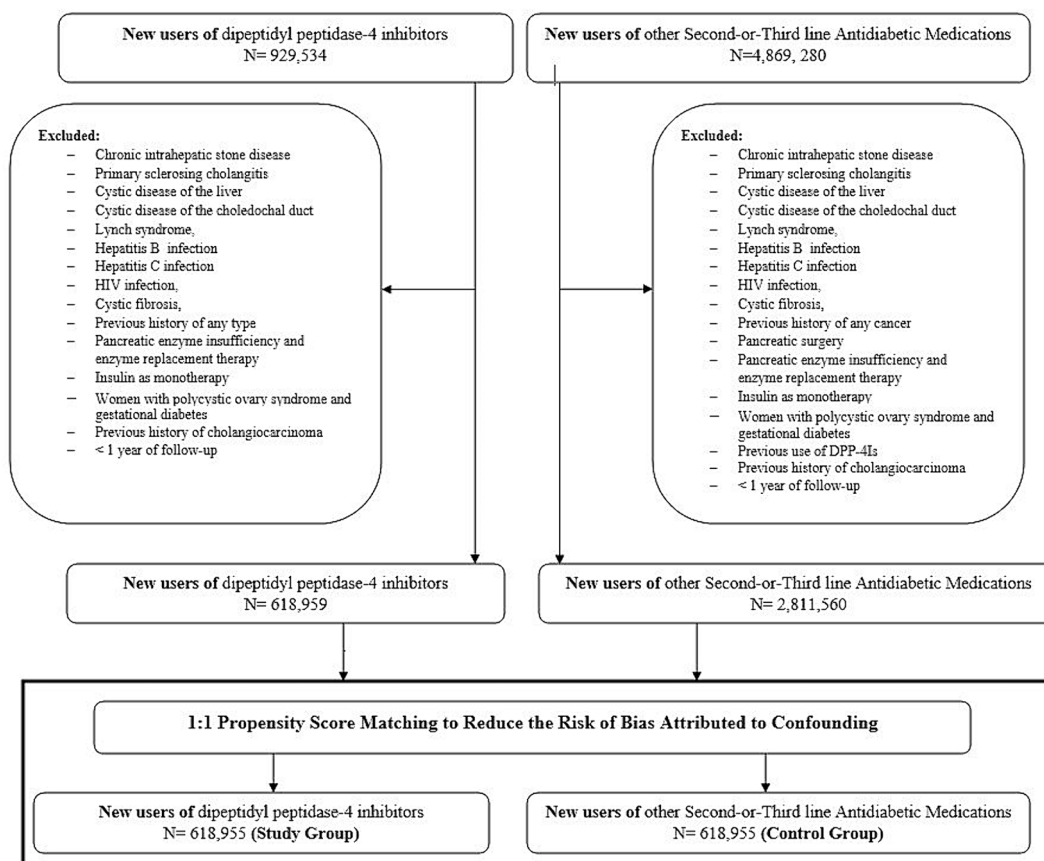 New users of dipeptidyl peptidase-4 inhibitors
N= 929,534
New users of other Second-or-Third line Antidiabetic Medications
N=4,869, 280
Excluded:
– Chronic intrahepatic stone disease
– Primary sclerosing cholangitis
– Cystic disease of the liver
– Cystic disease of the choledochal duct
– Lynch syndrome,
– Hepatitis B infection
– Hepatitis C infection
– HIV infection,
– Cystic fibrosis,
– Previous history of any type
– Pancreatic enzyme insufficiency and
enzyme replacement therapy
– Insulin as monotherapy
– Women with polycystic ovary syndrome and
gestational diabetes
– Previous history of cholangiocarcinoma
– < 1 year of follow-up
Excluded:
– Chronic intrahepatic stone disease
– Primary sclerosing cholangitis
– Cystic disease of the liver
– Cystic disease of the choledochal duct
– Lynch syndrome,
– Hepatitis B infection
– Hepatitis C infection
– HIV infection,
– Cystic fibrosis,
– Previous history of any cancer
– Pancreatic surgery
– Pancreatic enzyme insufficiency and
enzyme replacement therapy
– Insulin as monotherapy
– Women with polycystic ovary syndrome and
gestational diabetes
– Previous use of DPP-4Is
– Previous history of cholangiocarcinoma
– < 1 year of follow-up
New users of dipeptidyl peptidase-4 inhibitors
N= 618,959
New users of other Second-or-Third line Antidiabetic Medications
N= 2,811,560
1:1 Propensity Score Matching to Reduce the Risk of Bias Attributed to Confounding
New users of dipeptidyl peptidase-4 inhibitors
N= 618,955 (Study Group)
New users of other Second-or-Third line Antidiabetic Medications
N= 618,955 (Control Group)